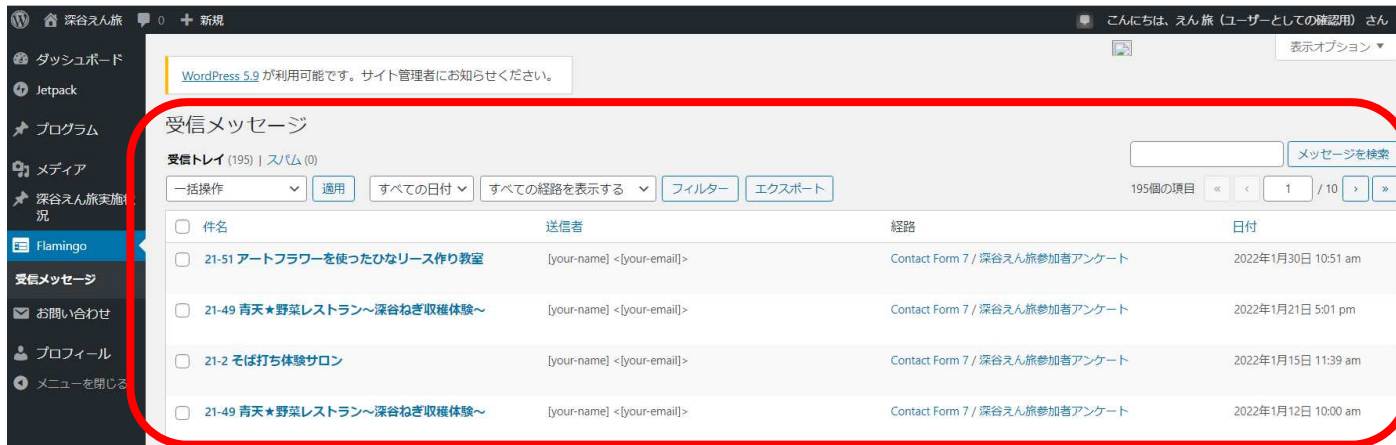 深谷えん旅 0 新規 こんにちは、えん旅（ユーザーとしての確認用） さん
表示オプション ▼
ダッシュボード
Jetpack
プログラム
メディア
深谷えん旅実施状
況
Flamingo
受信メッセージ
お問い合わせ
プロフィール
メニューを閉じる
WordPress 5.9 が利用可能です。サイト管理者にお知らせください。
受信メッセージ
受信トレイ (195) | スパム (0)
メッセージを検索
一括操作 適用 すべての日付 すべての経路を表示する フィルター エクスポート 195個の項目 « ‹ 1 / 10 › »
件名 送信者 経路 日付
21-51 アートフラワーを使ったひなリース作り教室 [your-name] <[your-email]> Contact Form 7 / 深谷えん旅参加者アンケート 2022年1月30日 10:51 am
21-49 青天★野菜レストラン～深谷ねぎ収穫体験～ [your-name] <[your-email]> Contact Form 7 / 深谷えん旅参加者アンケート 2022年1月21日 5:01 pm
21-2 そば打ち体験サロン [your-name] <[your-email]> Contact Form 7 / 深谷えん旅参加者アンケート 2022年1月15日 11:39 am
21-49 青天★野菜レストラン～深谷ねぎ収穫体験～ [your-name] <[your-email]> Contact Form 7 / 深谷えん旅参加者アンケート 2022年1月12日 10:00 am